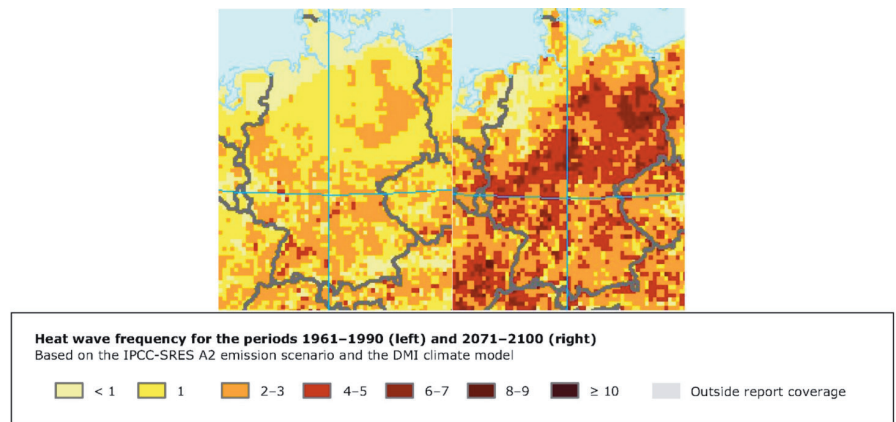 Heat wave frequency for the periods 1961–1990 (left) and 2071–2100 (right)
Based on the IPCC-SRES A2 emission scenario and the DMI climate model
< 1 1 2–3 4–5 6–7 8–9 ≥ 10 Outside report coverage